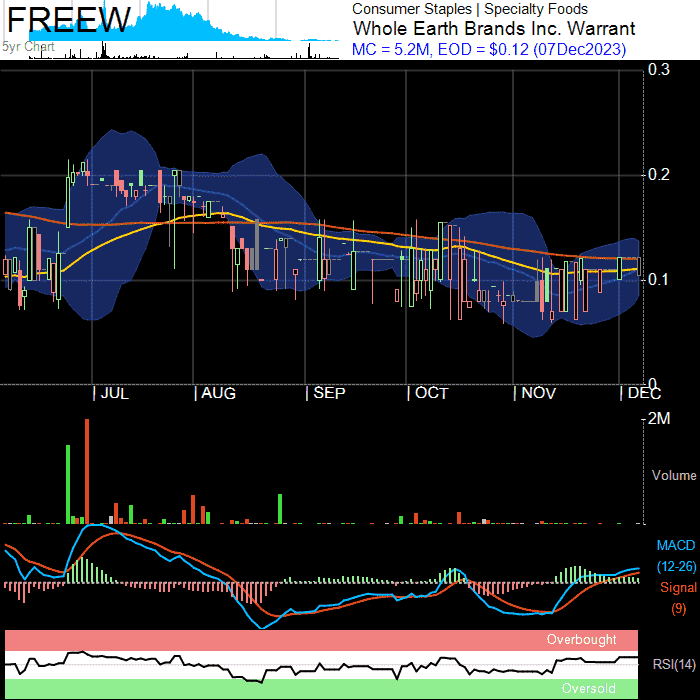 FREEW
5yr Chart
Consumer Staples | Specialty Foods
Whole Earth Brands Inc. Warrant
MC = 5.2M, EOD = $0.12 (07Dec2023)
0.3
0.2
0.1
0
| JUL | AUG | SEP | OCT | NOV | DEC
2M
Volume
MACD
(12-26)
Signal
(9)
Overbought
RSI(14)
Oversold